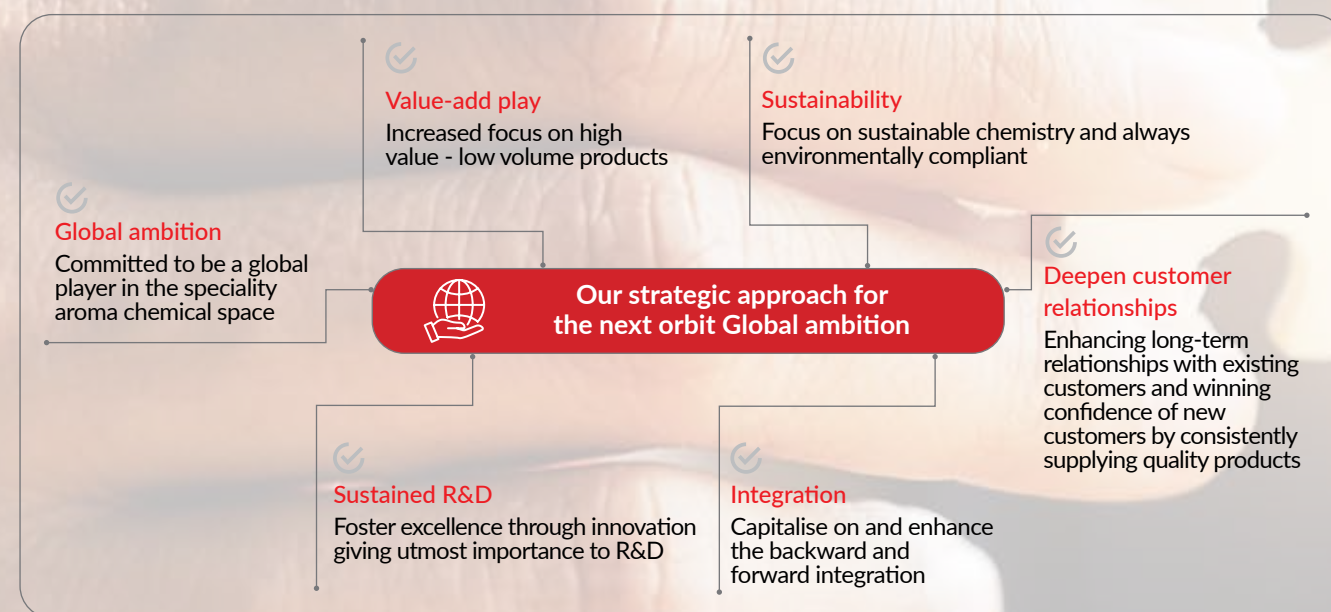 Value-add play
Increased focus on high
value - low volume products
Sustainability
Focus on sustainable chemistry and always
environmentally compliant
Global ambition
Committed to be a global
player in the speciality
aroma chemical space
Our strategic approach for
the next orbit Global ambition
Deepen customer
relationships
Enhancing long-term
relationships with existing
customers and winning
confidence of new
customers by consistently
supplying quality products
Sustained R&D
Foster excellence through innovation
giving utmost importance to R&D
Integration
Capitalise on and enhance
the backward and
forward integration